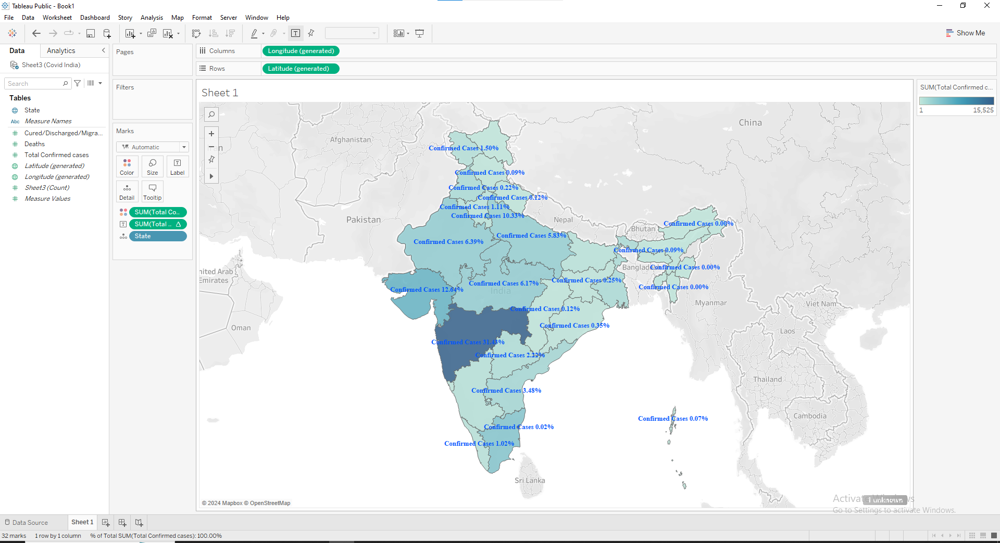 Tableau Public - Book1
File Data Worksheet Dashboard Story Analysis Map Format Server Window Help
Show Me
Data Analytics
Sheet3 (Covid India)
Search
Tables
State
Abc Measure Names
Cured/Discharged/Migra...
Deaths
Total Confirmed cases
Latitude (generated)
Longitude (generated)
Sheet3 (Count)
Measure Values
Pages
Filters
Marks
Automatic
Color Size Label
Detail Tooltip
SUM(Total Co..
SUM(Total ..
State
Columns Longitude (generated)
Rows Latitude (generated)
Sheet 1
SUM(Total Confirmed c...
1 15,525
China
Afghanistan
Confirmed Cases 1.50%
Confirmed Cases 0.09%
Confirmed Cases 0.22%
Confirmed Cases 0.12%
Confirmed Cases 1.11%
Confirmed Cases 10.33%
Pakistan
Nepal
Confirmed Cases 0.00%
Bhutan
Confirmed Cases 5.83%
Confirmed Cases 6.39%
Confirmed Cases 0.09%
Confirmed Cases 0.00%
nited Arab
Emirates
Confirmed Cases 0.25%
Confirmed Cases 6.17%
Confirmed Cases 0.00%
Confirmed Cases 12.64%
India
Myanmar
Viet Nam
Confirmed Cases 0.12%
Confirmed Cases 0.35%
Oman
Laos
Confirmed Cases 31.43%
Confirmed Cases 2.22%
Thailand
Confirmed Cases 3.48%
Cambodia
Confirmed Cases 0.07%
Confirmed Cases 0.02%
Confirmed Cases 1.02%
Sri Lanka
© 2024 Mapbox © OpenStreetMap
1 unknown
Activate Windows
Go to Settings to activate Windows.
Data Source Sheet 1
32 marks 1 row by 1 column % of Total SUM(Total Confirmed cases): 100.00%